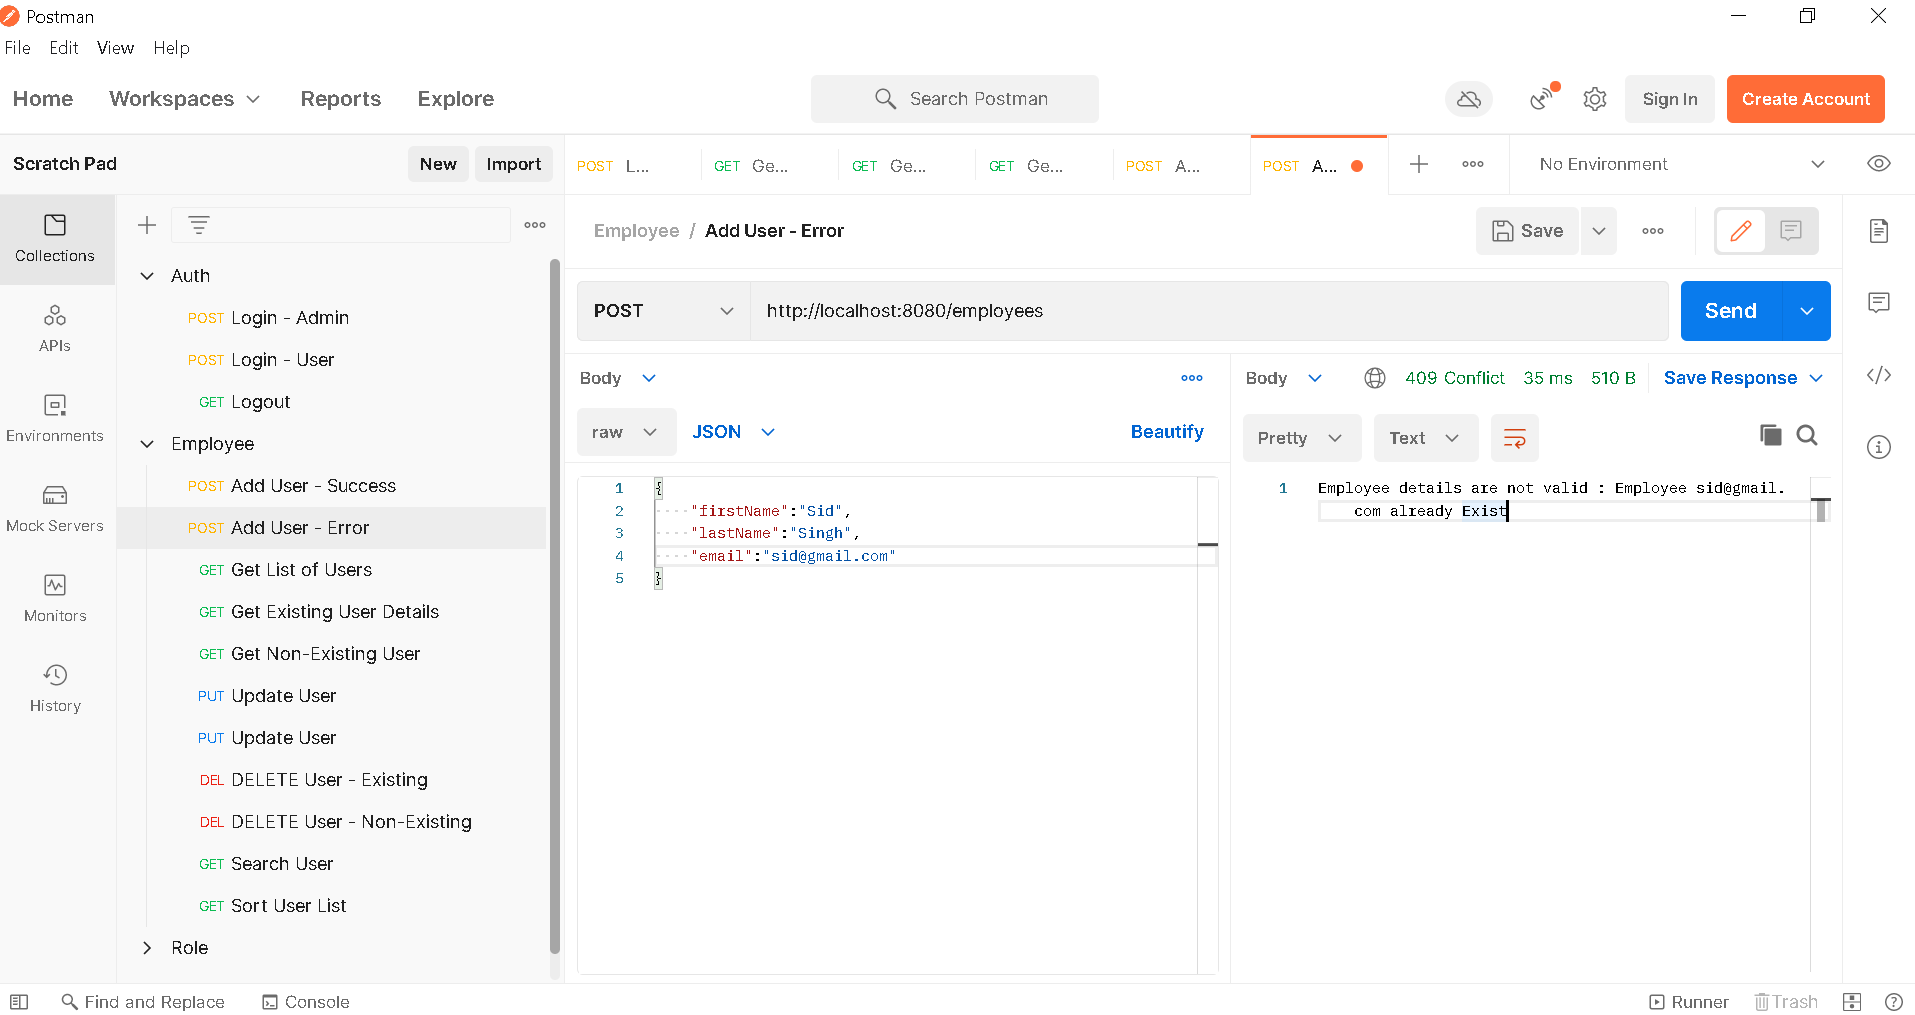 Postman
File Edit View Help
Home Workspaces Reports Explore Search Postman Sign In Create Account
Scratch Pad New Import
POST L... GET Ge... GET Ge... GET Ge... POST A... POST A... No Environment
Collections
APIs
Environments
Mock Servers
Monitors
History
Auth
POST Login - Admin
POST Login - User
GET Logout
Employee
POST Add User - Success
POST Add User - Error
GET Get List of Users
GET Get Existing User Details
GET Get Non-Existing User
PUT Update User
PUT Update User
DEL DELETE User - Existing
DEL DELETE User - Non-Existing
GET Search User
GET Sort User List
Role
Employee / Add User - Error Save
POST http://localhost:8080/employees Send
Body
raw JSON Beautify
1 {
2 "firstName":"Sid",
3 "lastName":"Singh",
4 "email":"sid@gmail.com"
5 }
Body 409 Conflict 35 ms 510 B Save Response
Pretty Text
1 Employee details are not valid : Employee sid@gmail.
com already Exist
Find and Replace Console Runner Trash